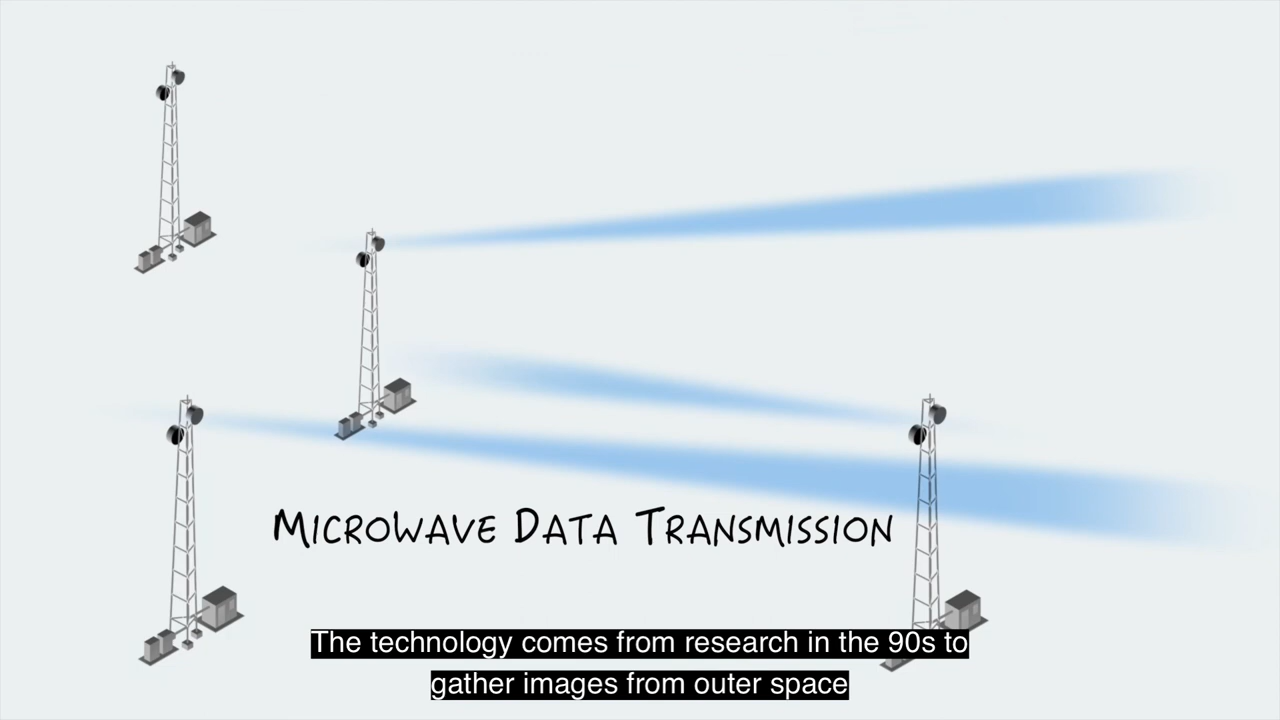 MICROWAVE DATA TRANSMISSION
The technology comes from research in the 90s to
gather images from outer space